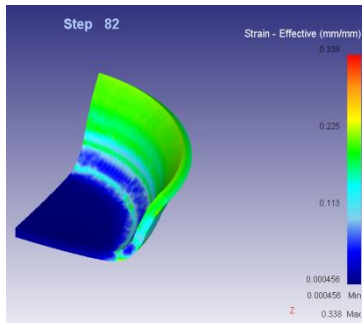 Step 82
Strain - Effective (mm/mm)
0.338
0.225
0.113
0.000456
0.000456 Min
Z
0.338 Max